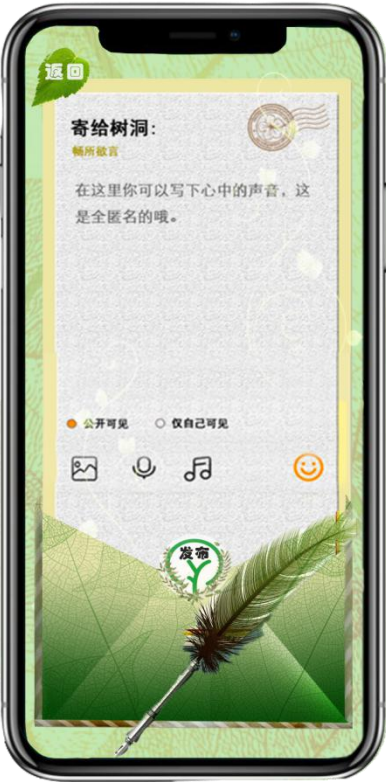 返回
寄给树洞：
畅所欲言
在这里你可以写下心中的声音，这
是全匿名的哦。
公开可见 仅自己可见
发布